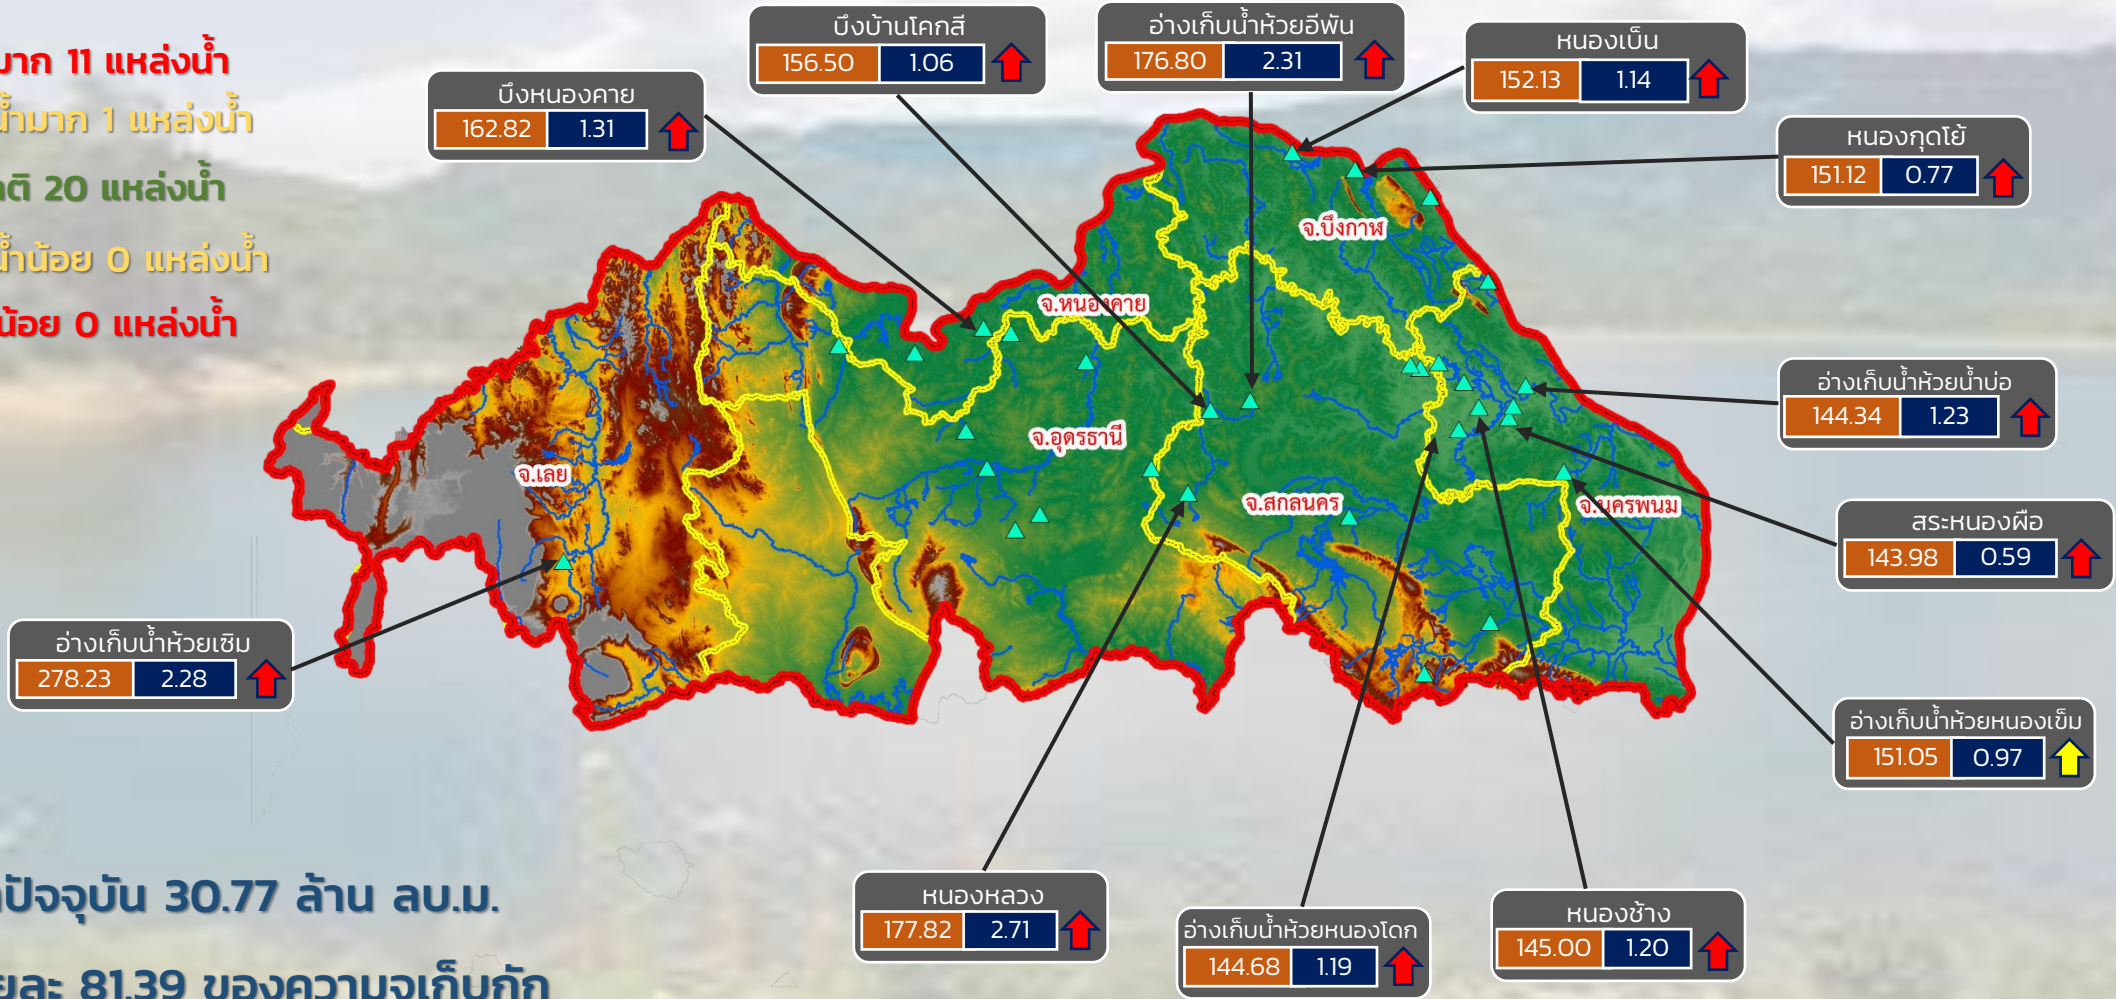 มาก 11 แหล่งน้ำ
น้ำมาก 1 แหล่งน้ำ
20 แหล่งน้ำ
น้ำน้อย 0 แหล่งน้ำ
น้อย 0 แหล่งน้ำ
บึงหนองคาย
162.82 1.31
บึงบ้านโคกสี
156.50 1.06
อ่างเก็บน้ำห้วยอีพัน
176.80 2.31
หนองเบ็น
152.13 1.14
หนองกุดโย้
151.12 0.77
จ.บึงกาฬ
จ.หนองคาย
จ.อุดรธานี
จ.เลย
จ.สกลนคร
จ.นครพนม
อ่างเก็บน้ำห้วยน้ำบ่อ
144.34 1.23
สระหนองผือ
143.98 0.59
อ่างเก็บน้ำห้วยเซิม
278.23 2.28
อ่างเก็บน้ำห้วยหนองเข็ม
151.05 0.97
หนองหลวง
177.82 2.71
อ่างเก็บน้ำห้วยหนองโดก
144.68 1.19
หนองช้าง
145.00 1.20
ปัจจุบัน 30.77 ล้าน ลบ.ม.
ยละ 81.39 ของความจุเก็บกัก